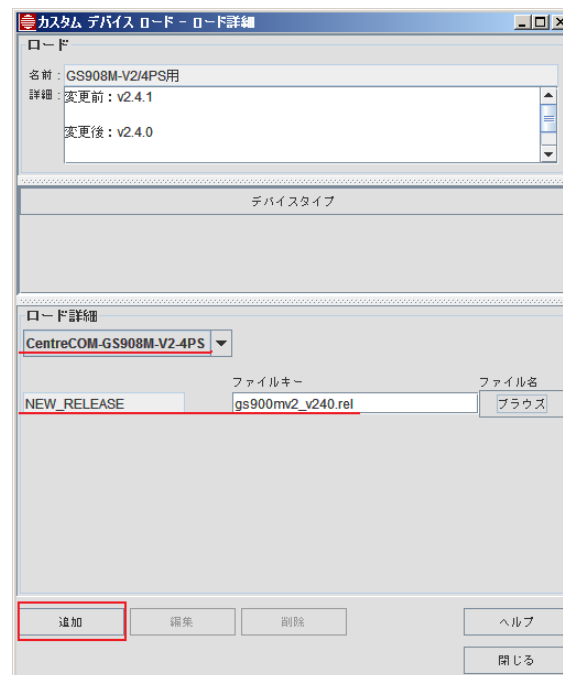 カスタム デバイス ロード - ロード詳細
ロード
名前: GS908M-V2/4PS用
詳細: 変更前:v2.4.1
変更後:v2.4.0
デバイスタイプ
ロード詳細
CentreCOM-GS908M-V2-4PS
ファイルキー ファイル名
NEW_RELEASE gs900mv2_v240.rel ブラウズ
追加 編集 削除 ヘルプ
閉じる